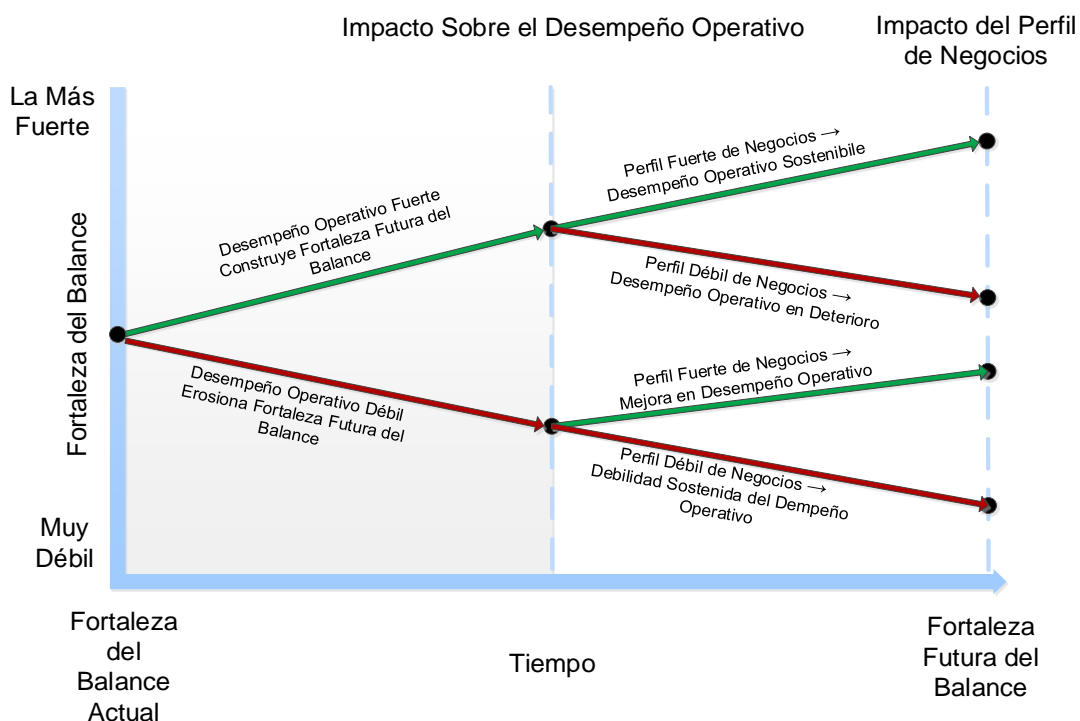 Impacto Sobre el Desempeño Operativo
Impacto del Perfil
de Negocios
La Más
Fuerte
Fortaleza del Balance
Muy
Débil
Desempeño Operativo Fuerte
Construye Fortaleza Futura del
Balance
Desempeño Operativo Débil
Erosiona Fortaleza Futura del
Balance
Perfil Fuerte de Negocios →
Desempeño Operativo Sostenibile
Perfil Débil de Negocios →
Desempeño Operativo en Deterioro
Perfil Fuerte de Negocios →
Mejora en Desempeño Operativo
Perfil Débil de Negocios →
Debilidad Sostenida del Dempeño
Operativo
Fortaleza
del
Balance
Actual
Tiempo
Fortaleza
Futura del
Balance